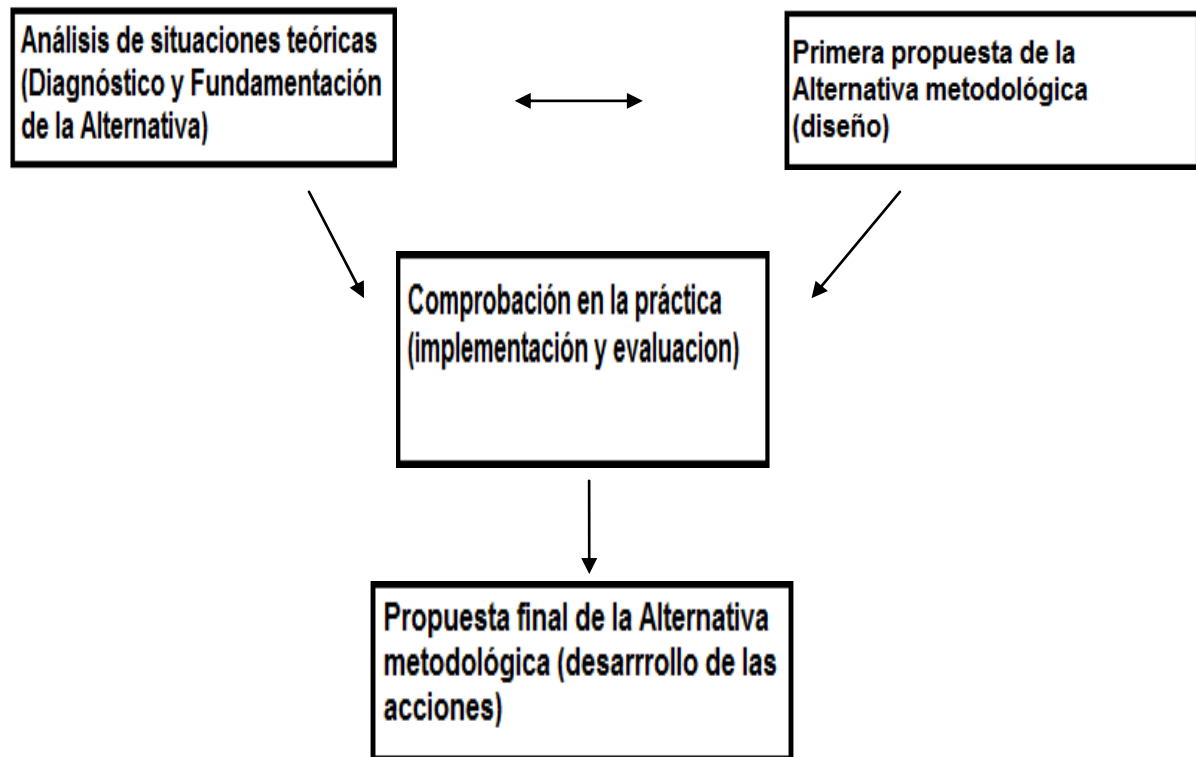 Análisis de situaciones teóricas
(Diagnóstico y Fundamentación
de la Alternativa)
Primera propuesta de la
Alternativa metodológica
(diseño)
Comprobación en la práctica
(implementación y evaluacion)
Propuesta final de la Alternativa
metodológica (desarrrollo de las
acciones)